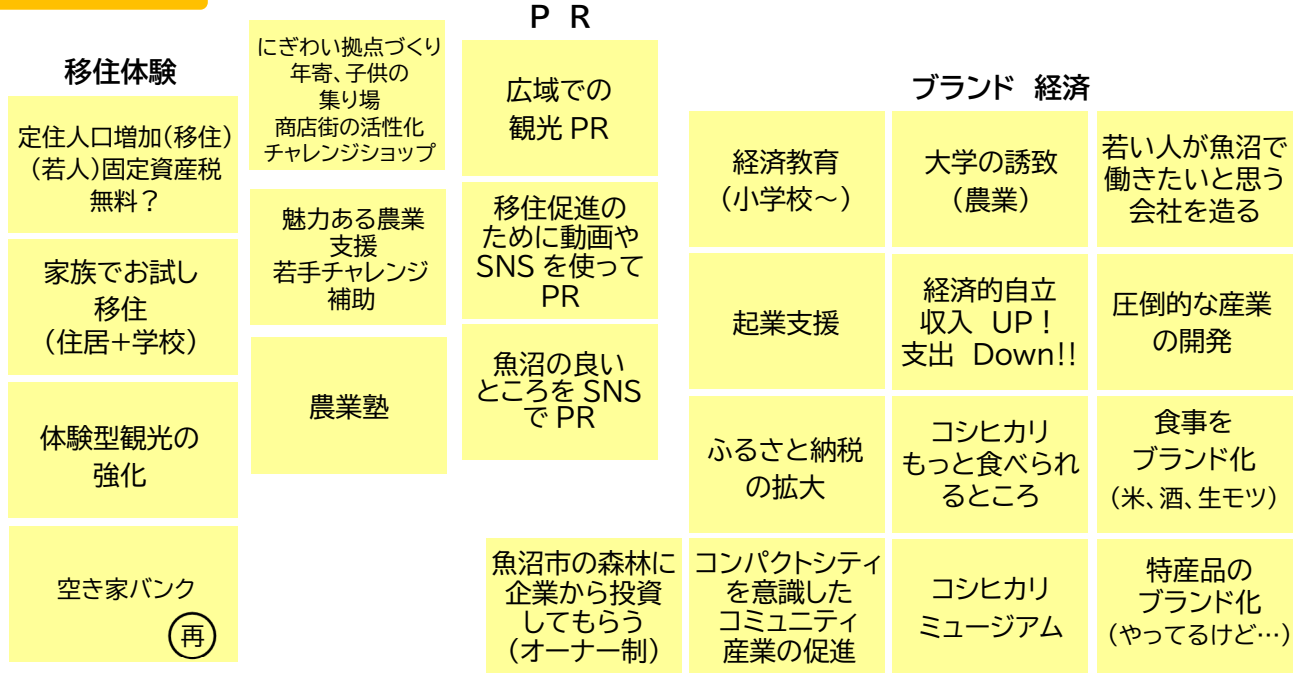 移住体験
定住人口増加(移住)
(若人)固定資産税
無料？
家族でお試し
移住
(住居+学校)
体験型観光の
強化
空き家バンク
再
にぎわい拠点づくり
年寄、子供の
集り場
商店街の活性化
チャレンジショップ
魅力ある農業
支援
若手チャレンジ
補助
農業塾
P R
広域での
観光 PR
移住促進の
ために動画や
SNS を使って
PR
魚沼の良い
ところを SNS
で PR
ブランド 経済
経済教育
(小学校～)
大学の誘致
(農業)
若い人が魚沼で
働きたいと思う
会社を造る
起業支援
経済的自立
収入 UP！
支出 Down!!
圧倒的な産業
の開発
ふるさと納税
の拡大
コシヒカリ
もっと食べられ
るところ
食事を
ブランド化
(米、酒、生モツ)
魚沼市の森林に
企業から投資
してもらう
(オーナー制)
コンパクトシティ
を意識した
コミュニティ
産業の促進
コシヒカリ
ミュージアム
特産品の
ブランド化
(やってるけど…)